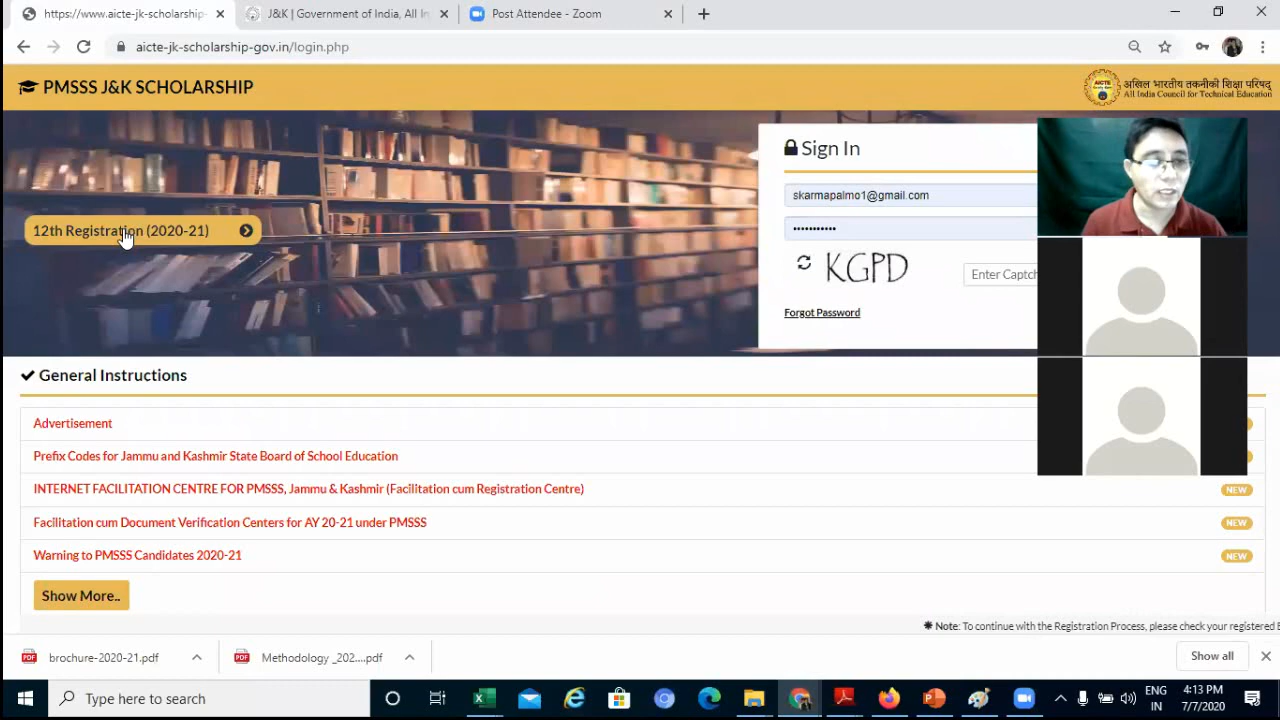 https://www.aicte-jk-scholarship-
J&K | Government of India, All In
Post Attendee - Zoom
aicte-jk-scholarship-gov.in/login.php
PMSSS J&K SCHOLARSHIP
AICTE
अखिल भारतीय तकनीकी शिक्षा परिषद्
All India Council for Technical Education
Sign In
skarmapalmo1@gmail.com
•••••••••••
12th Registration (2020-21)
KGPD
Enter Captch
Forgot Password
General Instructions
Advertisement
Prefix Codes for Jammu and Kashmir State Board of School Education
INTERNET FACILITATION CENTRE FOR PMSSS, Jammu & Kashmir (Facilitation cum Registration Centre)
NEW
Facilitation cum Document Verification Centers for AY 20-21 under PMSSS
NEW
Warning to PMSSS Candidates 2020-21
NEW
Show More..
Note: To continue with the Registration Process, please check your registered E
brochure-2020-21.pdf
Methodology _202....pdf
Show all
Type here to search
ENG
IN
4:13 PM
7/7/2020